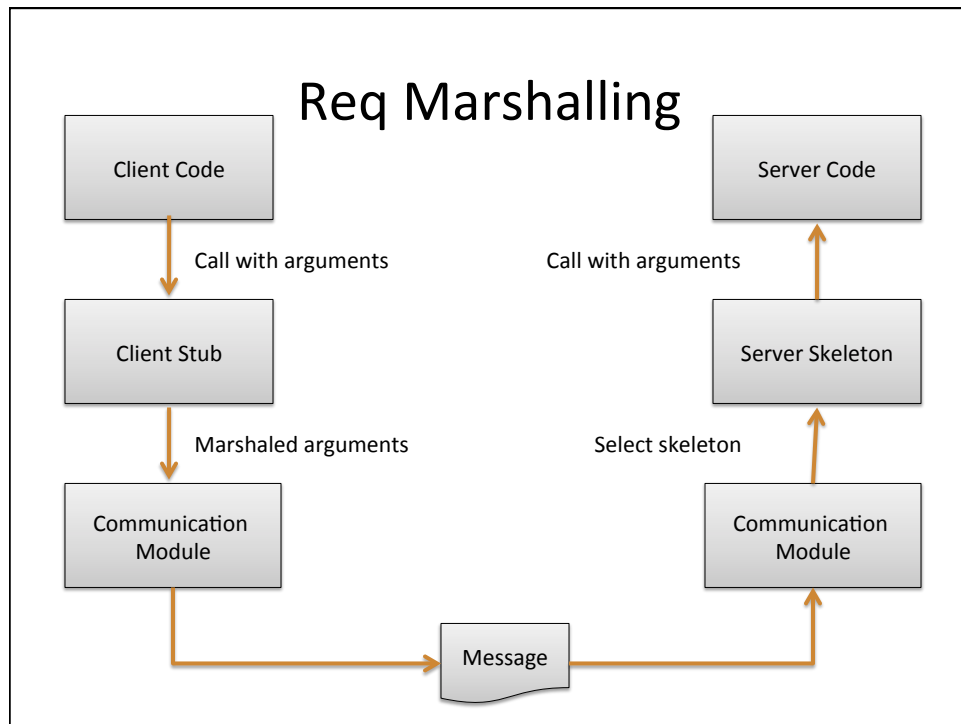 Req Marshalling
Client Code
Server Code
Call with arguments
Call with arguments
Client Stub
Server Skeleton
Marshaled arguments
Select skeleton
Communication
Module
Communication
Module
Message